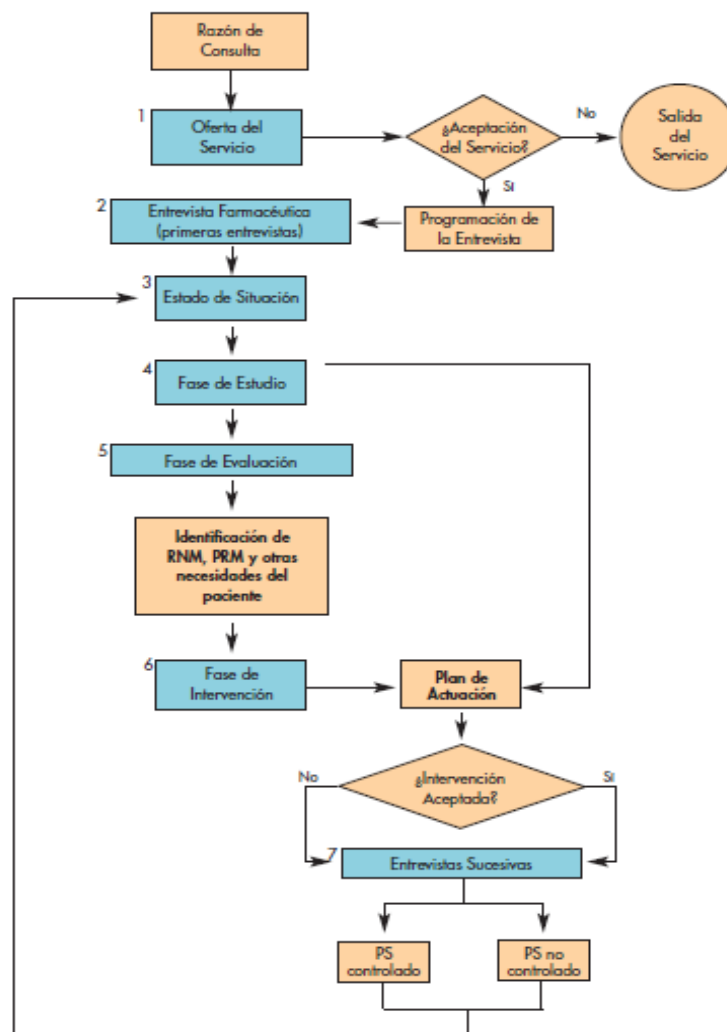 Razón de
Consulta
1
Oferta del
Servicio
¿Aceptación
del Servicio?
No
Salida
del
Servicio
Si
2
Entrevista Farmacéutica
(primeras entrevistas)
Programación de
la Entrevista
3
Estado de Situación
4
Fase de Estudio
5
Fase de Evaluación
Identificación de
RNM, PRM y otras
necesidades del
paciente
6
Fase de
Intervención
Plan de
Actuación
No
¿Intervención
Aceptada?
Si
7
Entrevistas Sucesivas
PS
controlado
PS no
controlado